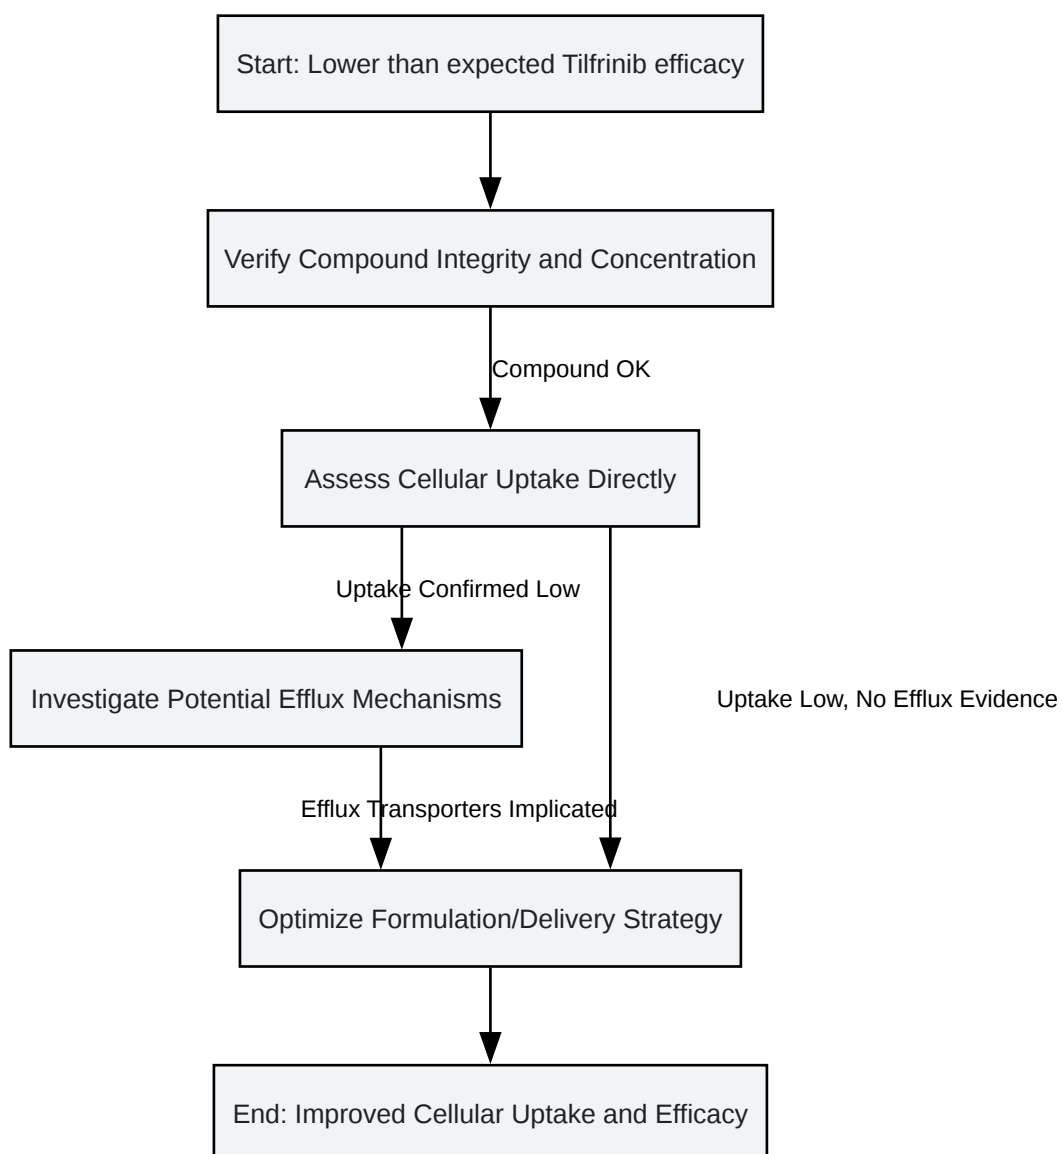 Start: Lower than expected Tilfrinib efficacy
Verify Compound Integrity and Concentration
Compound OK
Assess Cellular Uptake Directly
Uptake Confirmed Low
Investigate Potential Efflux Mechanisms
Uptake Low, No Efflux Evidence
Efflux Transporters Implicated
Optimize Formulation/Delivery Strategy
End: Improved Cellular Uptake and Efficacy